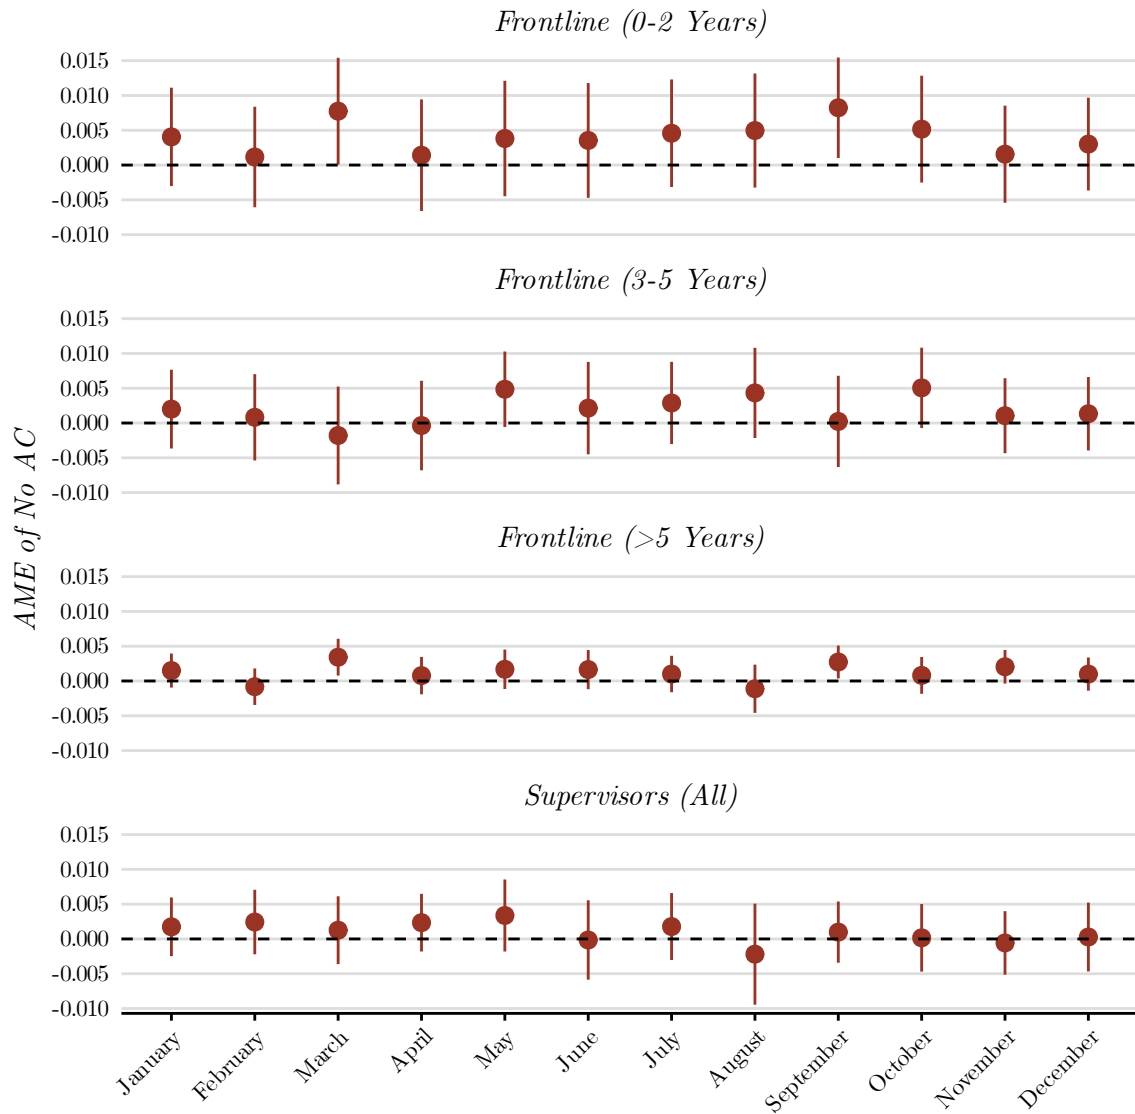 Frontline (0-2 Years)
0.015
0.010
0.005
0.000
-0.005
-0.010
Frontline (3-5 Years)
0.015
0.010
0.005
0.000
-0.005
-0.010
AME of No AC
Frontline (>5 Years)
0.015
0.010
0.005
0.000
-0.005
-0.010
Supervisors (All)
0.015
0.010
0.005
0.000
-0.005
-0.010
January
February
March
April
May
June
July
August
September
October
November
December